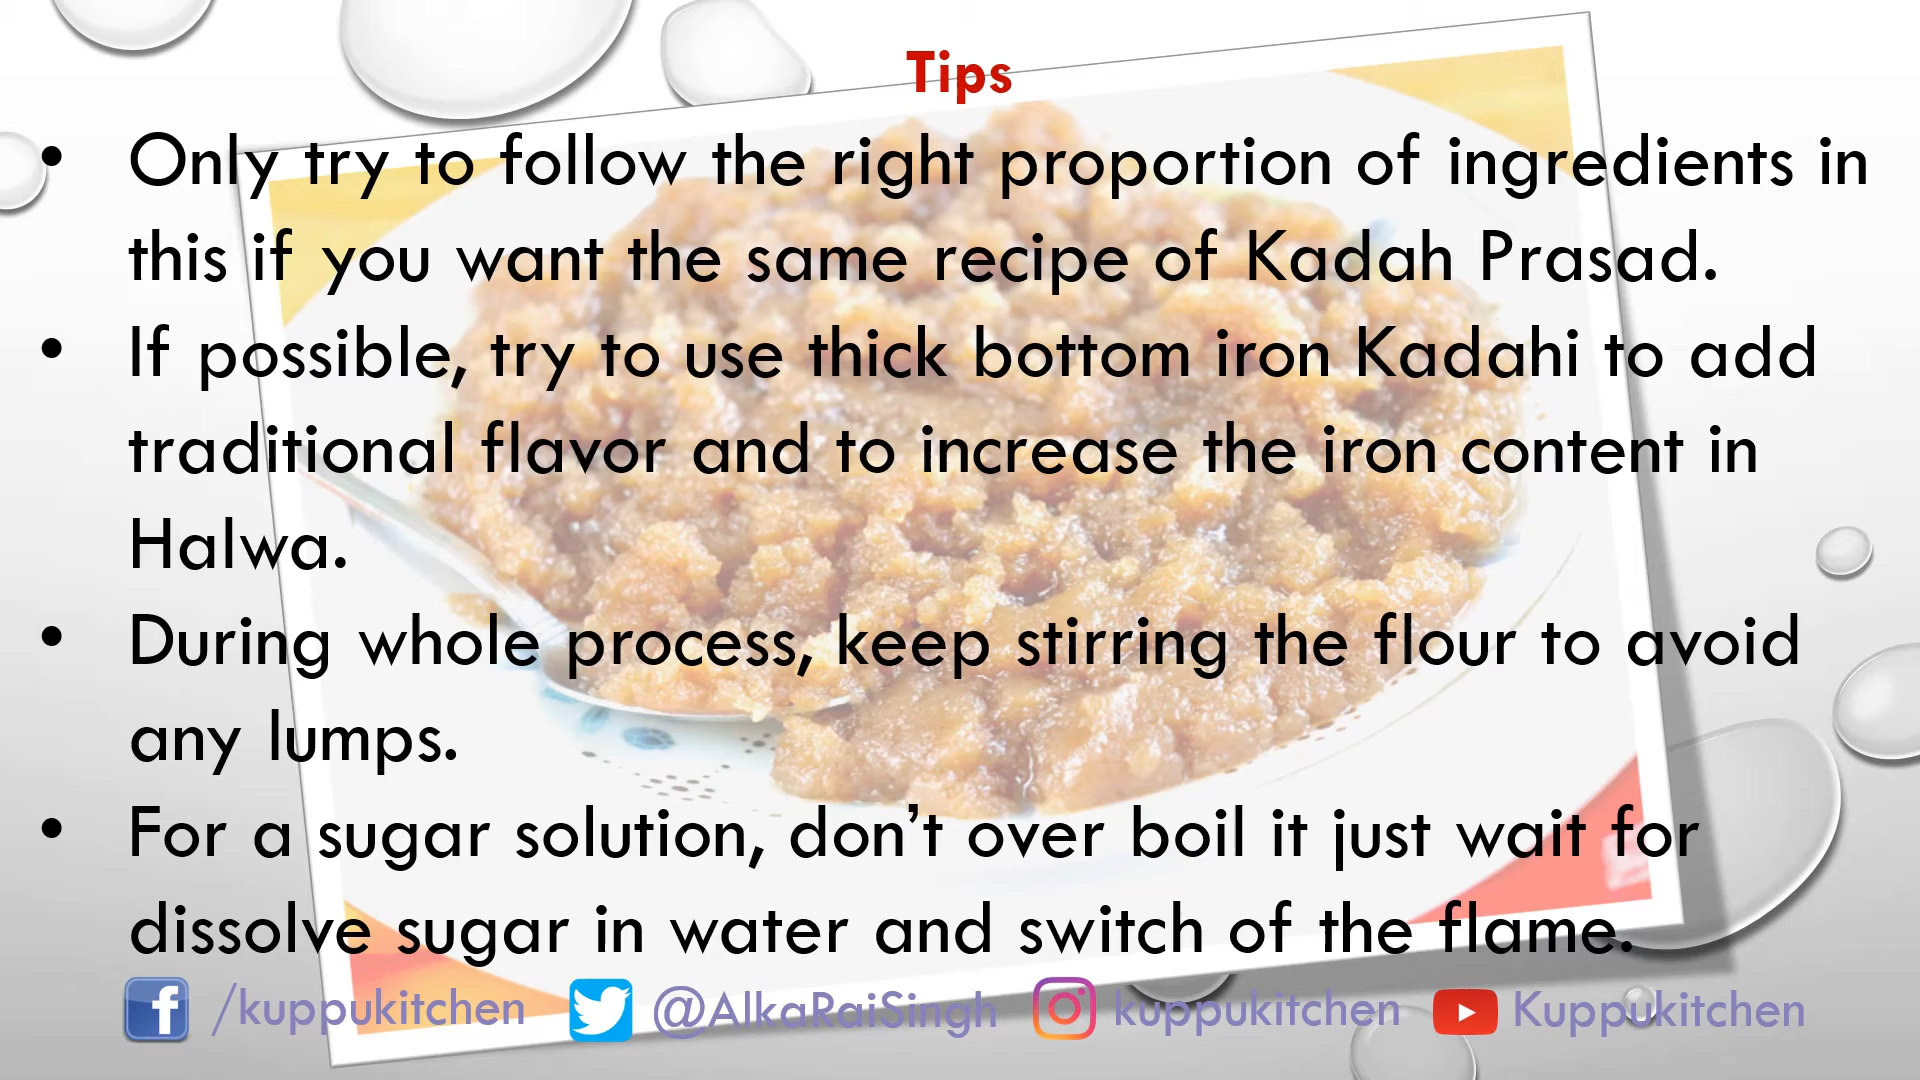 Tips
• Only try to follow the right proportion of ingredients in
this if you want the same recipe of Kadah Prasad.
• If possible, try to use thick bottom iron Kadahi to add
traditional flavor and to increase the iron content in
Halwa.
• During whole process, keep stirring the flour to avoid
any lumps.
• For a sugar solution, don’t over boil it just wait for
dissolve sugar in water and switch of the flame.
/kuppukitchen @AlkaRaiSingh kuppukitchen Kuppukitchen